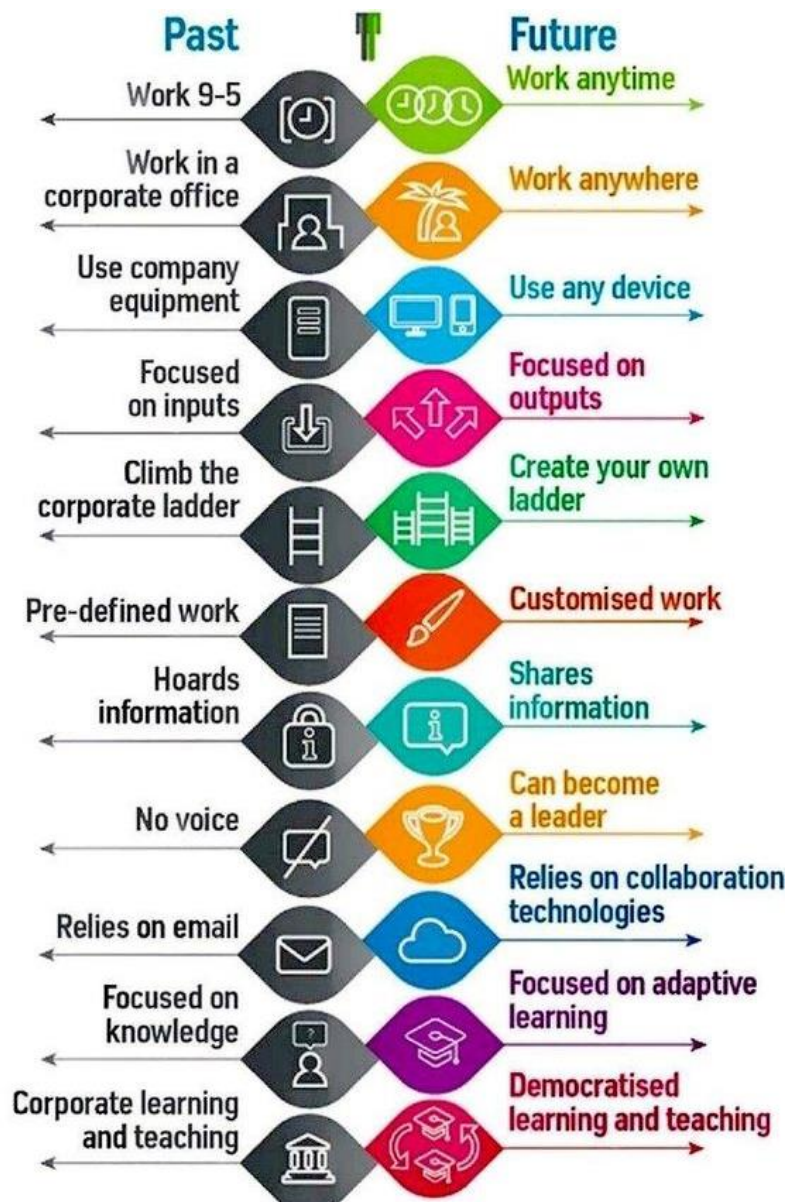 Past
Future
Work 9-5
Work anytime
Work in a
corporate office
Work anywhere
Use company
equipment
Use any device
Focused
on inputs
Focused on
outputs
Climb the
corporate ladder
Create your own
ladder
Pre-defined work
Customised work
Hoards
information
Shares
information
No voice
Can become
a leader
Relies on email
Relies on collaboration
technologies
Focused on
knowledge
Focused on adaptive
learning
Corporate learning
and teaching
Democratised
learning and teaching